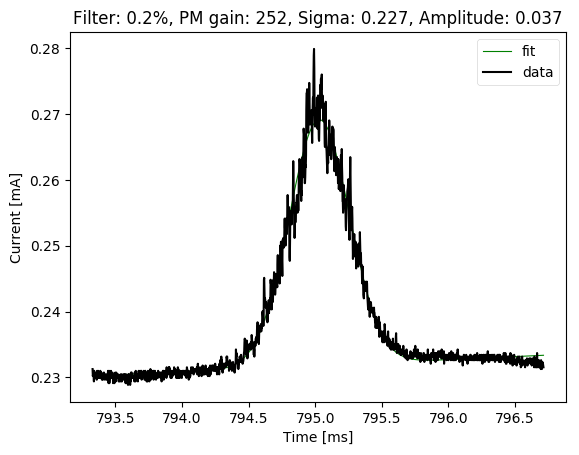 Filter: 0.2%, PM gain: 252, Sigma: 0.227, Amplitude: 0.037
fit
data
Current [mA]
0.28
0.27
0.26
0.25
0.24
0.23
793.5 794.0 794.5 795.0 795.5 796.0 796.5
Time [ms]